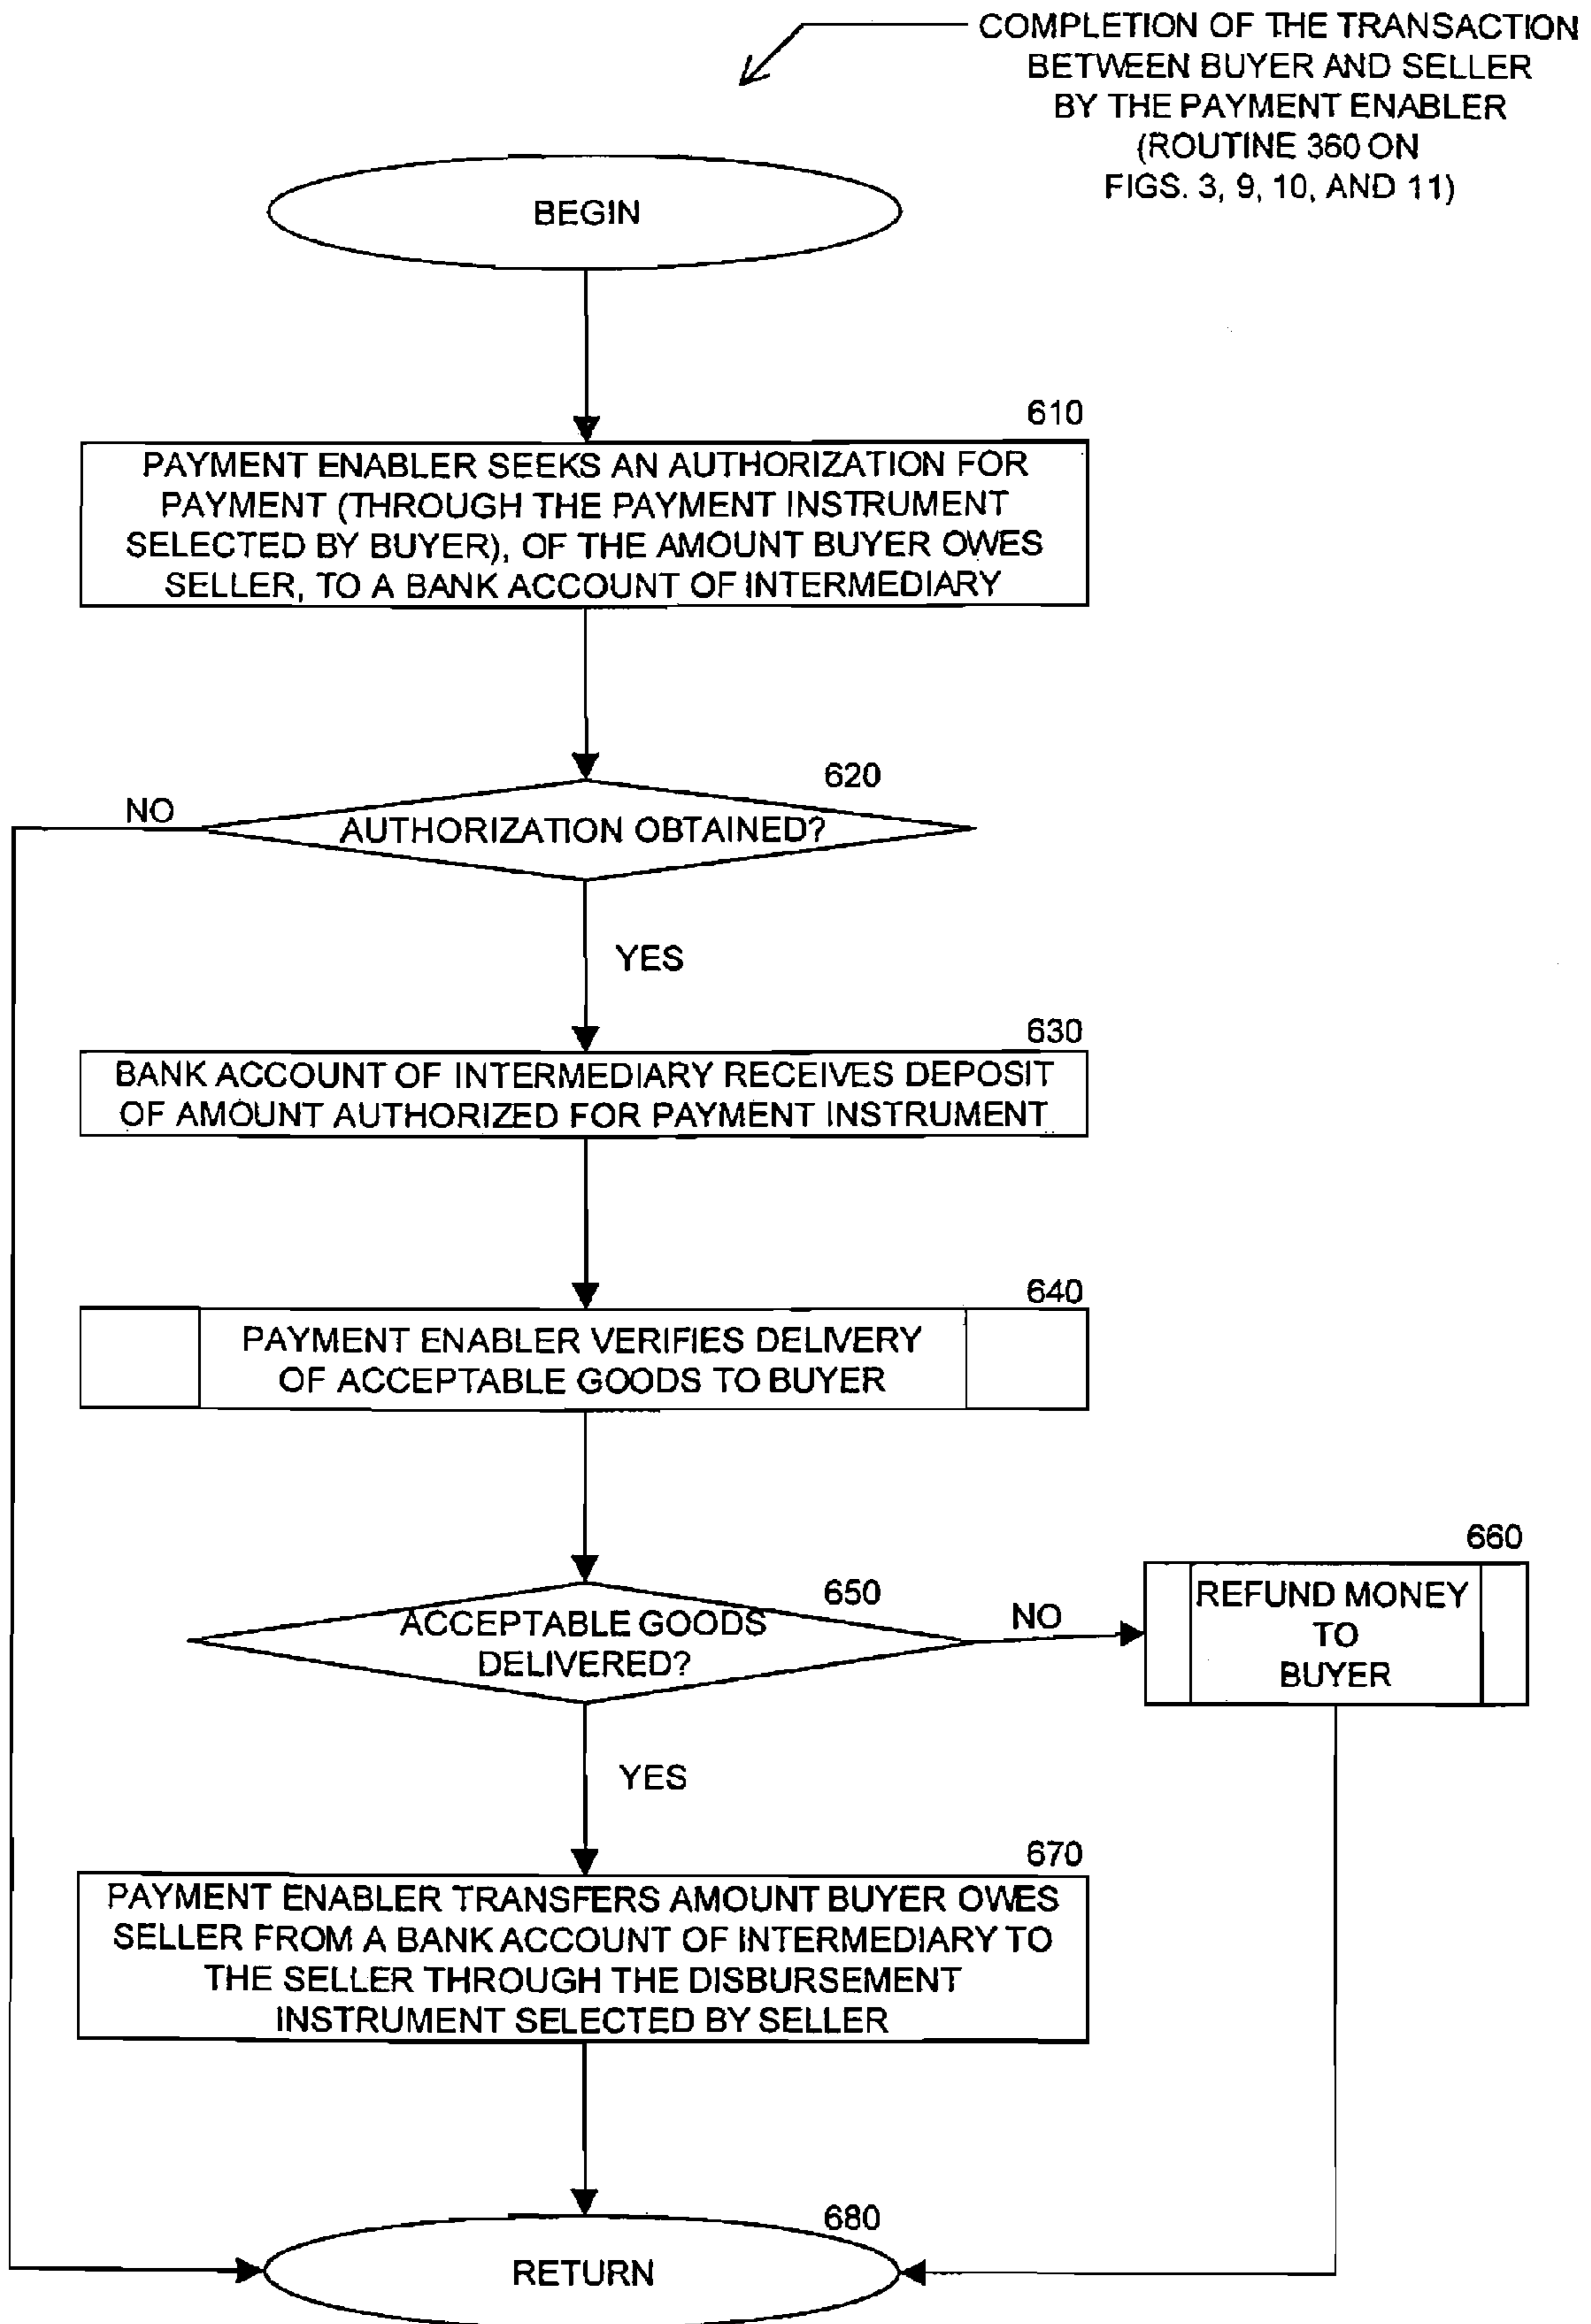 COMPLETION OF THE TRANSACTION
BETWEEN BUYER AND SELLER
BY THE PAYMENT ENABLER
(ROUTINE 360 ON
FIGS. 3, 9, 10, AND 11)
BEGIN
610
PAYMENT ENABLER SEEKS AN AUTHORIZATION FOR
PAYMENT (THROUGH THE PAYMENT INSTRUMENT
SELECTED BY BUYER), OF THE AMOUNT BUYER OWES
SELLER, TO A BANK ACCOUNT OF INTERMEDIARY
620
NO
AUTHORIZATION OBTAINED?
YES
630
BANK ACCOUNT OF INTERMEDIARY RECEIVES DEPOSIT
OF AMOUNT AUTHORIZED FOR PAYMENT INSTRUMENT
640
PAYMENT ENABLER VERIFIES DELIVERY
OF ACCEPTABLE GOODS TO BUYER
650
ACCEPTABLE GOODS
DELIVERED?
NO
660
REFUND MONEY
TO
BUYER
YES
670
PAYMENT ENABLER TRANSFERS AMOUNT BUYER OWES
SELLER FROM A BANK ACCOUNT OF INTERMEDIARY TO
THE SELLER THROUGH THE DISBURSEMENT
INSTRUMENT SELECTED BY SELLER
680
RETURN